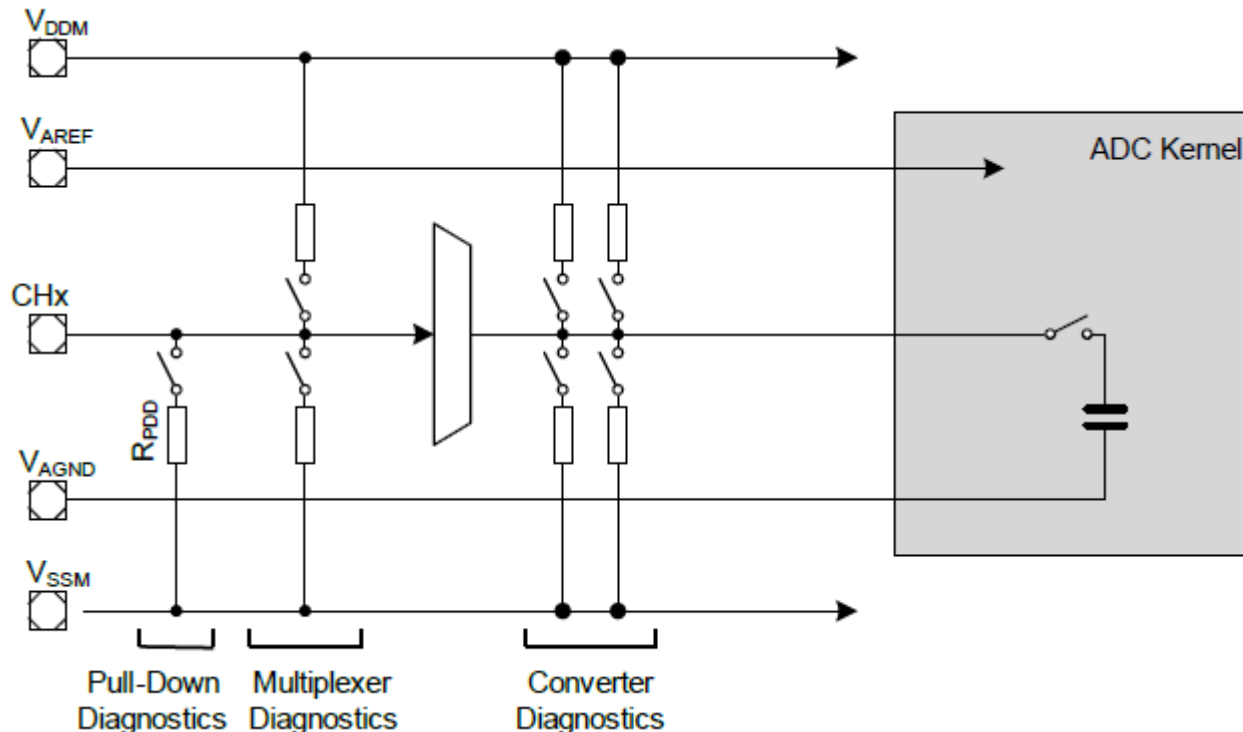 VDDM
VAREF
ADC Kernel
CHx
RPDD
VAGND
VSSM
Pull-Down
Diagnostics
Multiplexer
Diagnostics
Converter
Diagnostics